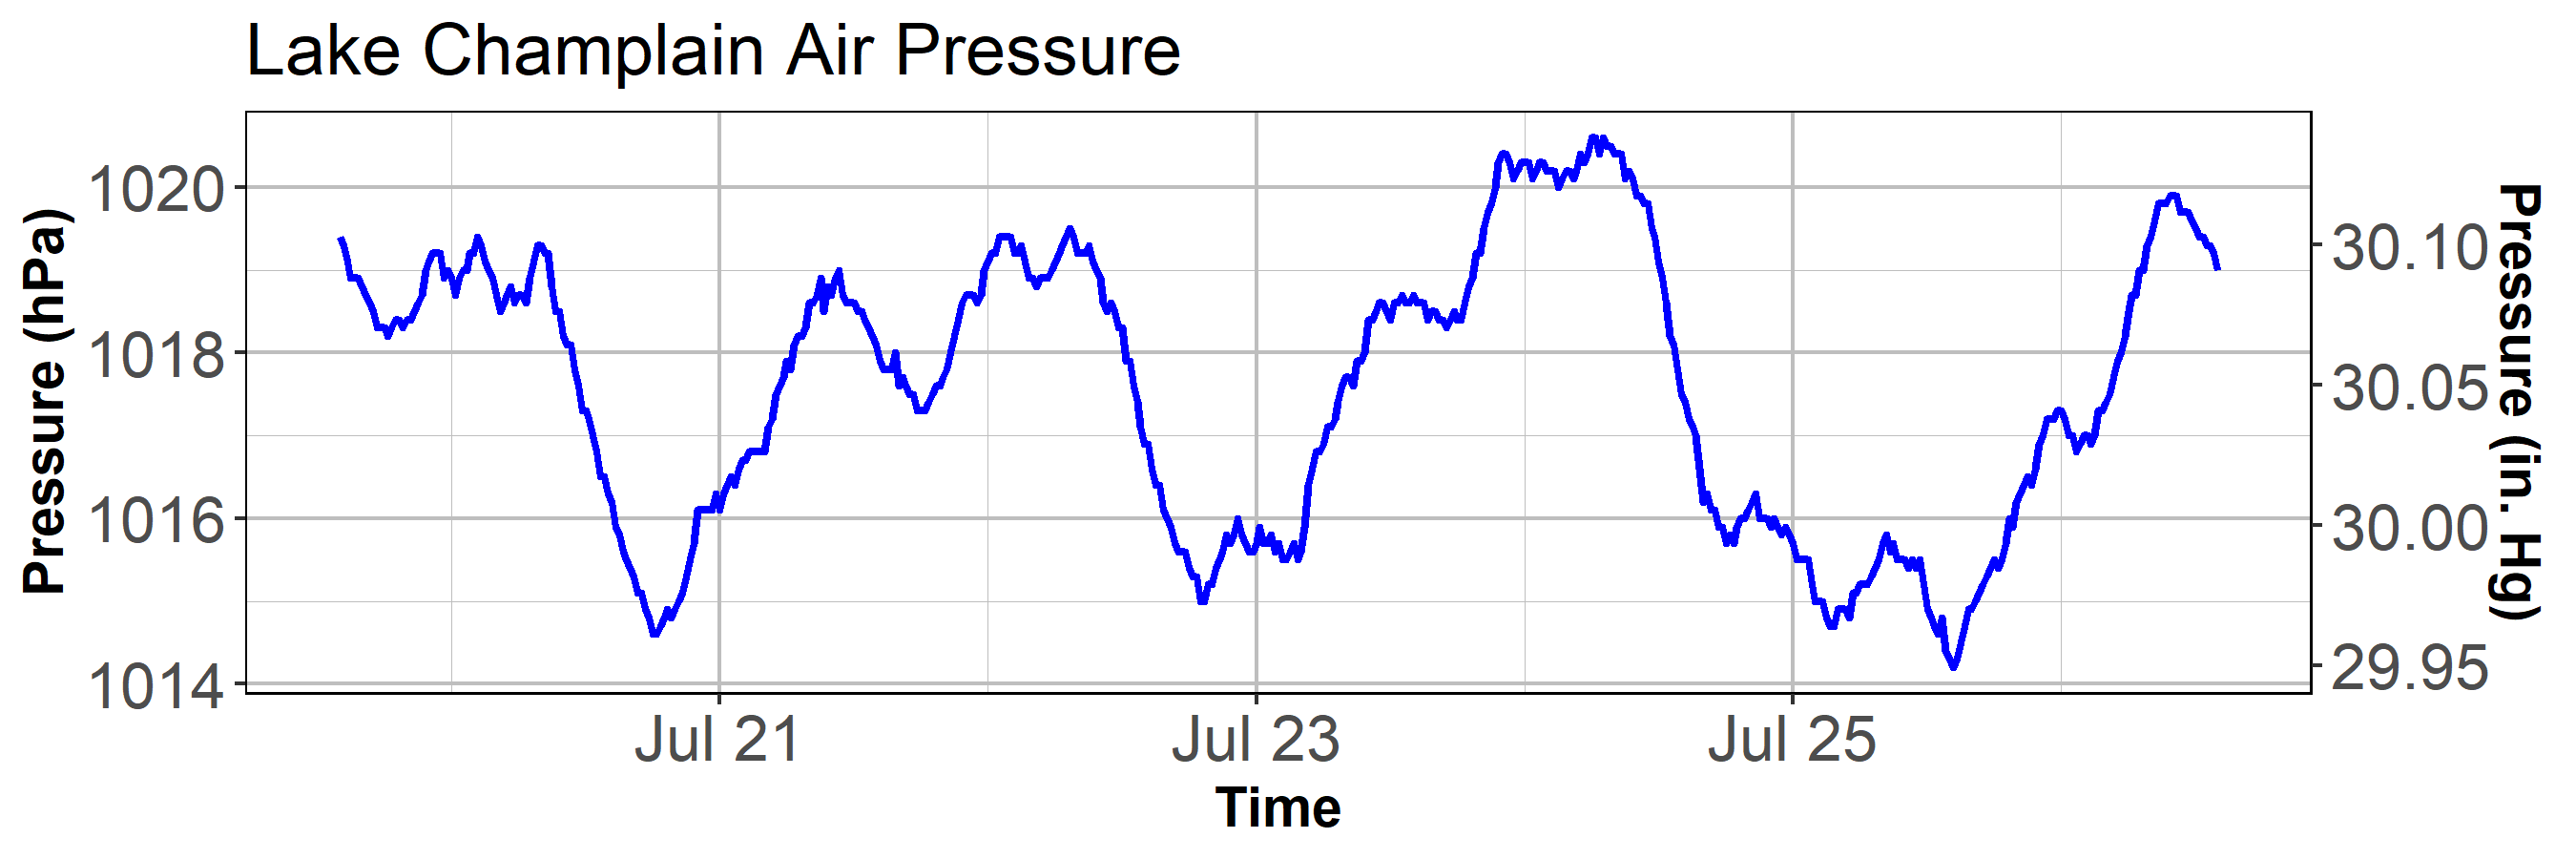 Lake Champlain Air Pressure
Pressure (hPa)
1020
1018
1016
1014
30.10
30.05
30.00
29.95
Pressure (in. Hg)
Jul 21
Jul 23
Jul 25
Time